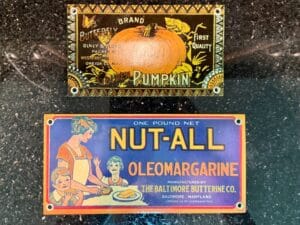 BRAND
BUTTERFLY
FIRST
QUALITY
PUMPKIN
ONE POUND NET
NUT-ALL
OLEOMARGARINE
MANUFACTURED BY
THE BALTIMORE BUTTERINE CO.
BALTIMORE MARYLAND